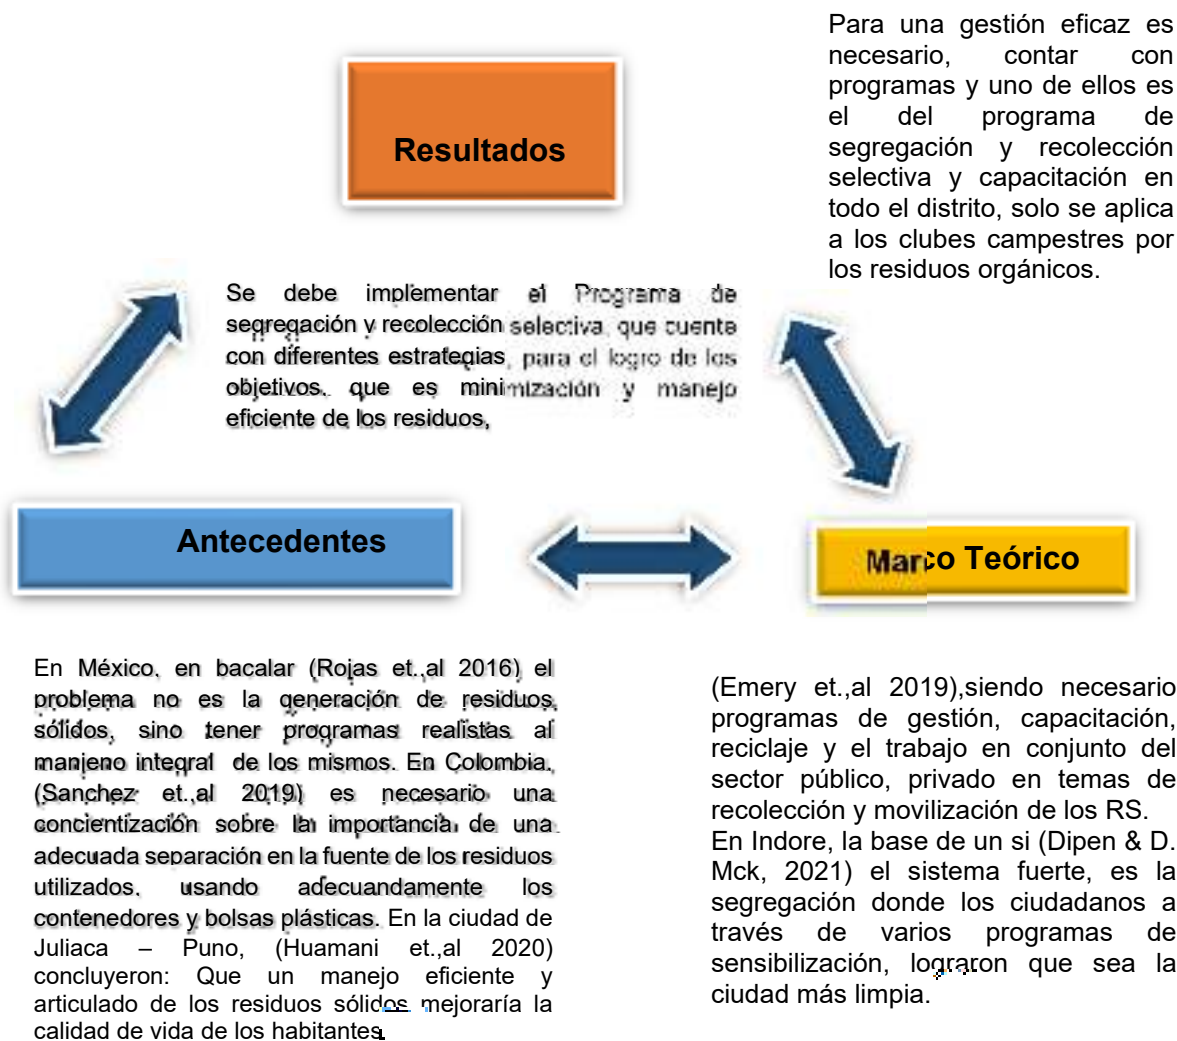 Para una gestión eficaz es
necesario, contar con
programas y uno de ellos es
el del programa de
segregación y recolección
selectiva y capacitación en
todo el distrito, solo se aplica
a los clubes campestres por
los residuos orgánicos.
Resultados
Se debe implementar el Programa de
segregación y recolección selectiva, que cuente
con diferentes estrategias, para el logro de los
objetivos, que es minimización y manejo
eficiente de los residuos,
Antecedentes
Marco Teórico
En México, en bacalar (Rojas et.,al 2016) el
problema no es la generación de residuos
sólidos, sino tener programas realistas al
manjeno integral de los mismos. En Colombia,
(Sanchez et.,al 2019) es necesario una
concientización sobre la importancia de una
adecuada separación en la fuente de los residuos
utilizados, usando adecuandamente los
contenedores y bolsas plásticas. En la ciudad de
Juliaca – Puno, (Huamani et.,al 2020)
concluyeron: Que un manejo eficiente y
articulado de los residuos sólidos mejoraría la
calidad de vida de los habitantes.
(Emery et.,al 2019),siendo necesario
programas de gestión, capacitación,
reciclaje y el trabajo en conjunto del
sector público, privado en temas de
recolección y movilización de los RS.
En Indore, la base de un si (Dipen & D.
Mck, 2021) el sistema fuerte, es la
segregación donde los ciudadanos a
través de varios programas de
sensibilización, lograron que sea la
ciudad más limpia.